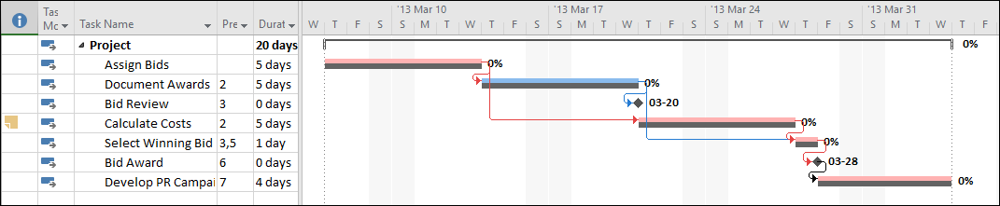 Tas Mo Task Name Pre Durat '13 Mar 10 '13 Mar 17 '13 Mar 24 '13 Mar 31
W T F S S M T W T F S S M T W T F S S M T W T F S S M T W T F
Project 20 days 0%
Assign Bids 5 days 0%
Document Awards 2 5 days 0%
Bid Review 3 0 days 03-20
Calculate Costs 2 5 days 0%
Select Winning Bid 3,5 1 day 0%
Bid Award 6 0 days 03-28
Develop PR Campai 7 4 days 0%